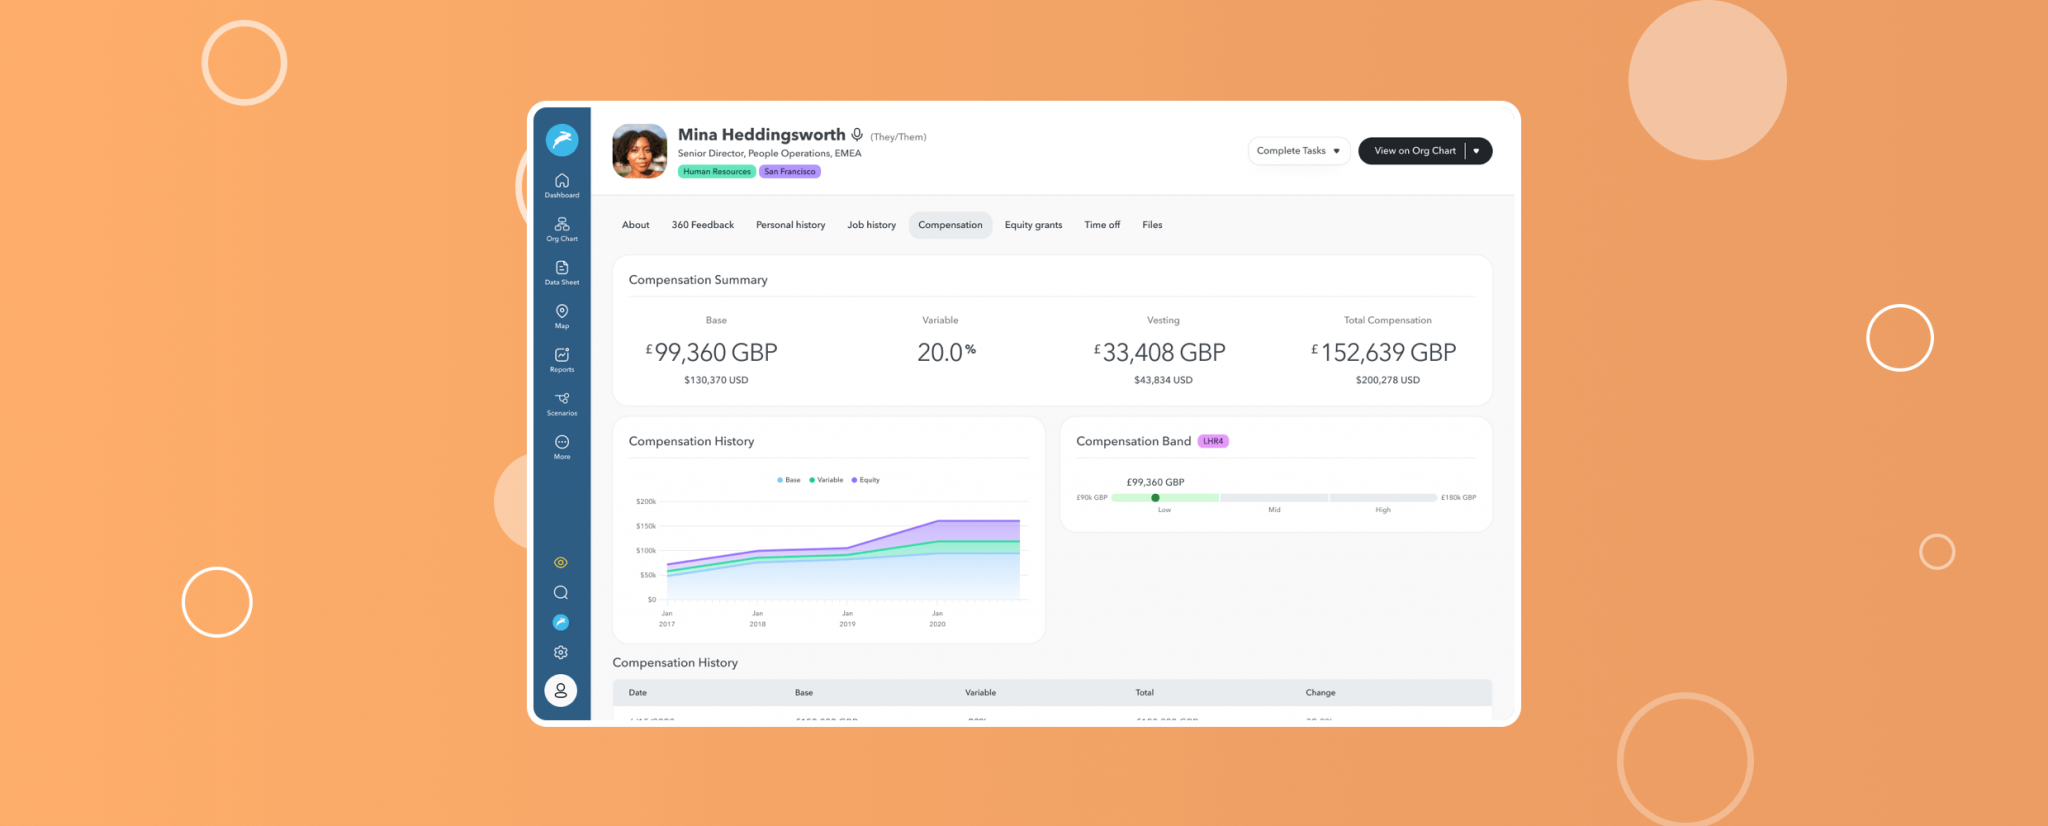 Mina Heddingsworth (They/Them)
Senior Director, People Operations, EMEA
Human Resources San Francisco
Complete Tasks
View on Org Chart
Dashboard
Org Chart
Data Sheet
Map
Reports
Scenarios
More
About 360 Feedback Personal history Job history Compensation Equity grants Time off Files
Compensation Summary
Base Variable Vesting Total Compensation
£99,360 GBP 20.0% £33,408 GBP £152,639 GBP
$130,370 USD $43,834 USD $200,278 USD
Compensation History
Base Variable Equity
$200k
$150k
$100k
$50k
$0
Jan Jan Jan Jan
2017 2018 2019 2020
Compensation Band LHR4
£99,360 GBP
£90k GBP £180k GBP
Low Mid High
Compensation History
Date Base Variable Total Change